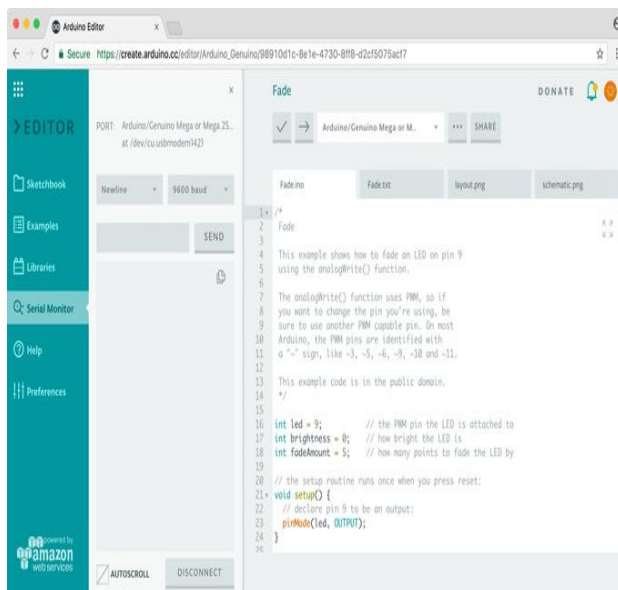 Arduino Editor
Secure https://create.arduino.cc/editor/Arduino_Genuino/98910d1c-8e1e-4730-8ff8-d2cf5075acf7
EDITOR
Sketchbook
Examples
Libraries
Serial Monitor
Help
Preferences
powered by
amazon
web services
PORT: Arduino/Genuino Mega or Mega 25...
at /dev/cu.usbmodem1421
Newline
9600 baud
SEND
AUTOSCROLL
DISCONNECT
Fade
DONATE
Arduino/Genuino Mega or M..
SHARE
Fade.ino
Fade.txt
layout.png
schematic.png
1 /*
2 Fade
3
4 This example shows how to fade an LED on pin 9
5 using the analogWrite() function.
6
7 The analogWrite() function uses PWM, so if
8 you want to change the pin you're using, be
9 sure to use another PWM capable pin. On most
10 Arduino, the PWM pins are identified with
11 a "~" sign, like ~3, ~5, ~6, ~9, ~10 and ~11.
12
13 This example code is in the public domain.
14 */
15
16 int led = 9; // the PWM pin the LED is attached to
17 int brightness = 0; // how bright the LED is
18 int fadeAmount = 5; // how many points to fade the LED by
19
20 // the setup routine runs once when you press reset:
21 void setup() {
22 // declare pin 9 to be an output:
23 pinMode(led, OUTPUT);
24 }
25